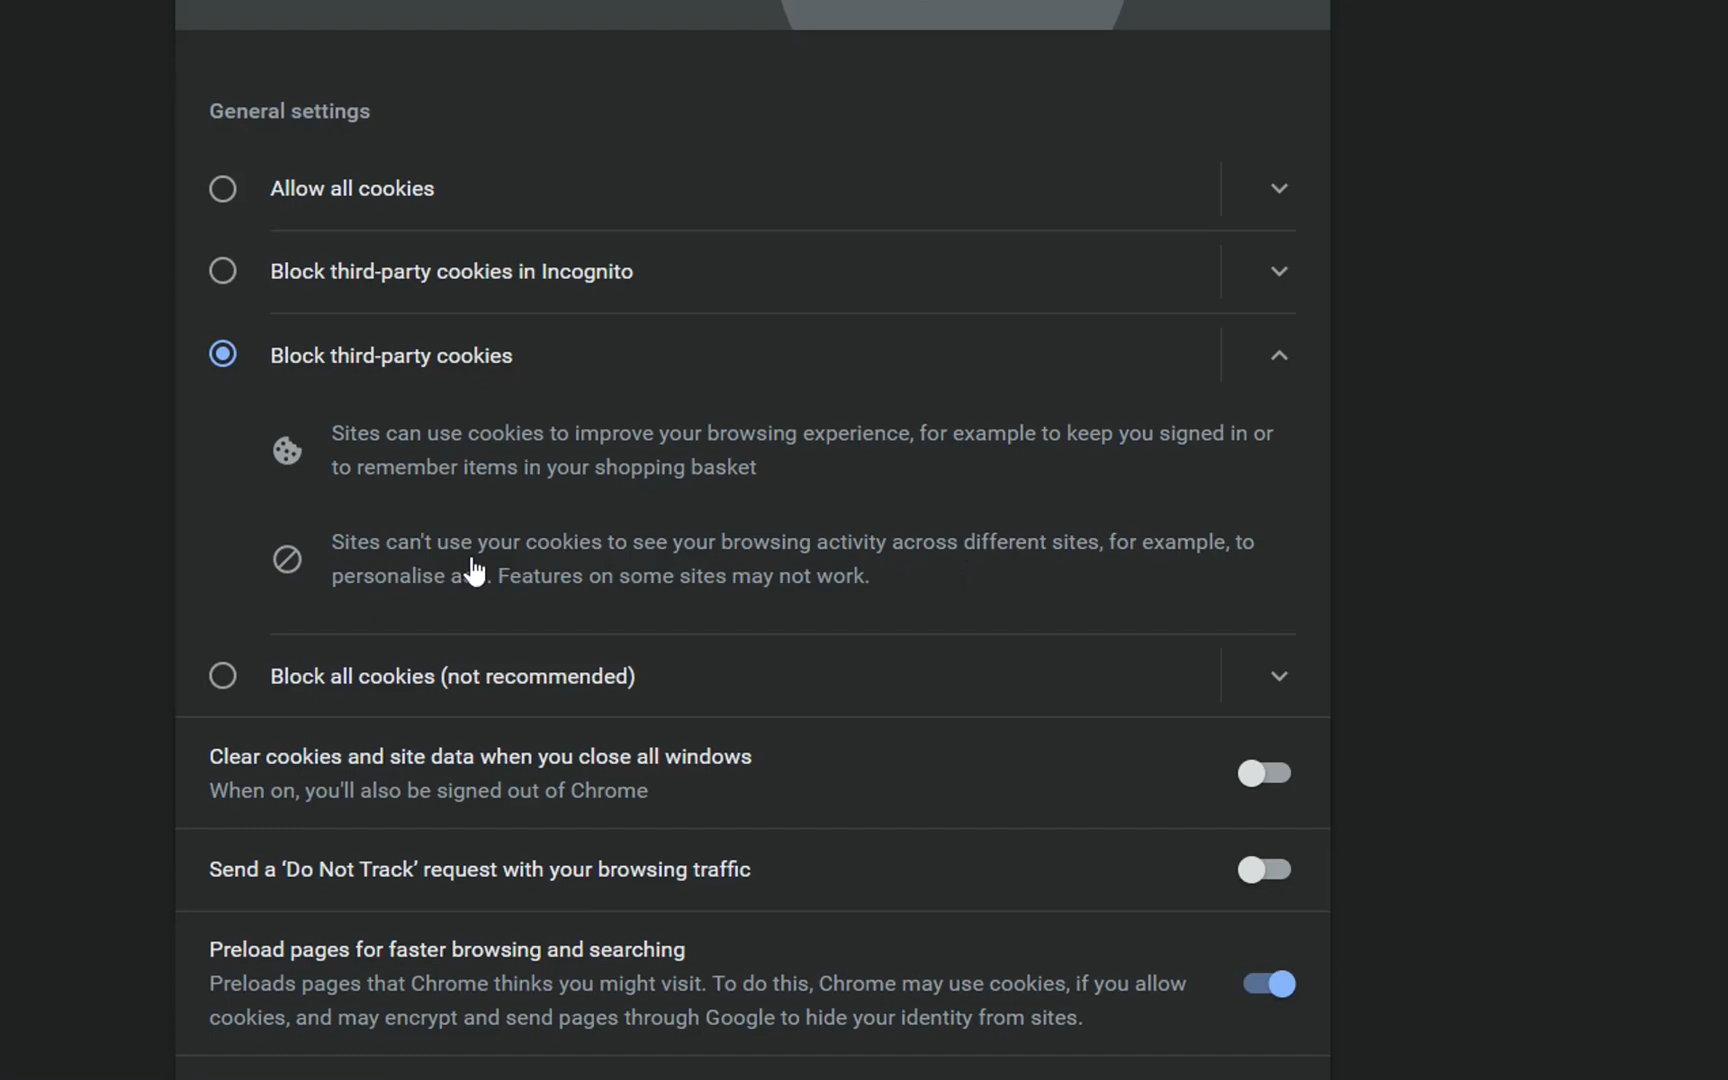 General settings
Allow all cookies
Block third-party cookies in Incognito
Block third-party cookies
Sites can use cookies to improve your browsing experience, for example to keep you signed in or
to remember items in your shopping basket
Sites can't use your cookies to see your browsing activity across different sites, for example, to
personalise Features on some sites may not work.
Block all cookies (not recommended)
Clear cookies and site data when you close all windows
When on, you'll also be signed out of Chrome
Send a ‘Do Not Track’ request with your browsing traffic
Preload pages for faster browsing and searching
Preloads pages that Chrome thinks you might visit. To do this, Chrome may use cookies, if you allow
cookies, and may encrypt and send pages through Google to hide your identity from sites.